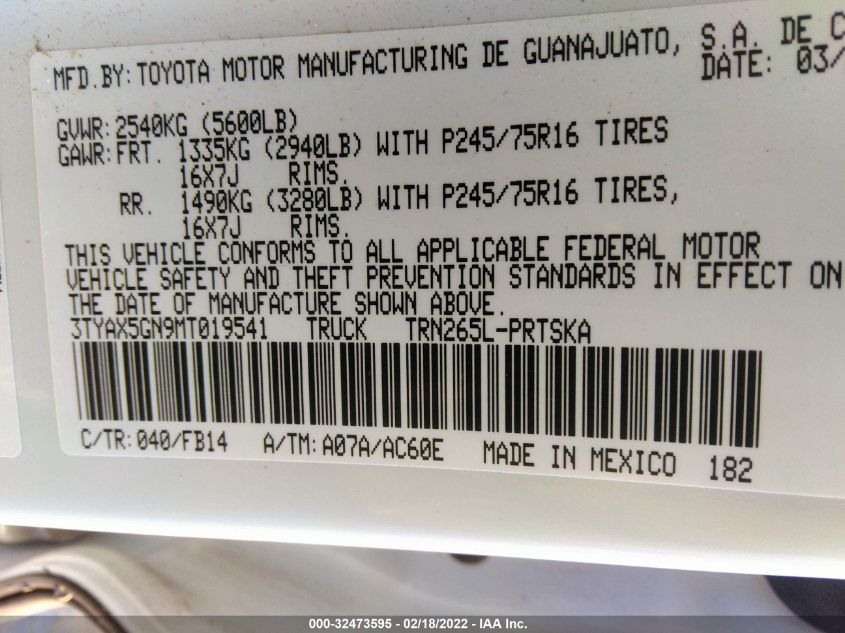 MFD.BY: TOYOTA MOTOR MANUFACTURING DE GUANAJUATO, S.A. DE C
DATE: 03/
GVWR: 2540KG (5600LB)
GAWR: FRT. 1335KG (2940LB) WITH P245/75R16 TIRES
16X7J RIMS.
RR. 1490KG (3280LB) WITH P245/75R16 TIRES,
16X7J RIMS.
THIS VEHICLE CONFORMS TO ALL APPLICABLE FEDERAL MOTOR
VEHICLE SAFETY AND THEFT PREVENTION STANDARDS IN EFFECT ON
THE DATE OF MANUFACTURE SHOWN ABOVE.
3TYAX5GN9MT019541 TRUCK TRN265L-PRTSKA
C/TR: 040/FB14 A/TM: A07A/AC60E MADE IN MEXICO 182
000-32473595 - 02/18/2022 - IAA Inc.